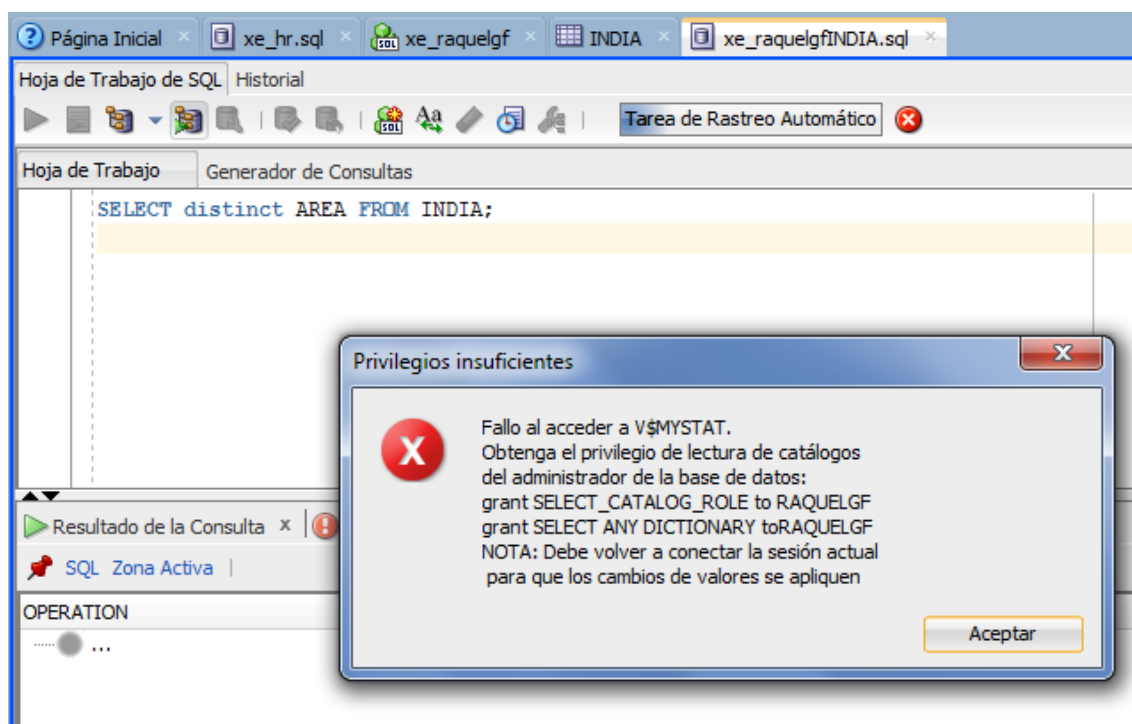 Página Inicial xe_hr.sql xe_raquelgf INDIA xe_raquelgfINDIA.sql
Hoja de Trabajo de SQL Historial
Tarea de Rastreo Automático
Hoja de Trabajo Generador de Consultas
SELECT distinct AREA FROM INDIA;
Privilegios insuficientes
Fallo al acceder a V$MYSTAT.
Obtenga el privilegio de lectura de catálogos
del administrador de la base de datos:
grant SELECT_CATALOG_ROLE to RAQUELGF
grant SELECT ANY DICTIONARY toRAQUELGF
NOTA: Debe volver a conectar la sesión actual
para que los cambios de valores se apliquen
Aceptar
Resultado de la Consulta x
SQL Zona Activa
OPERATION
...